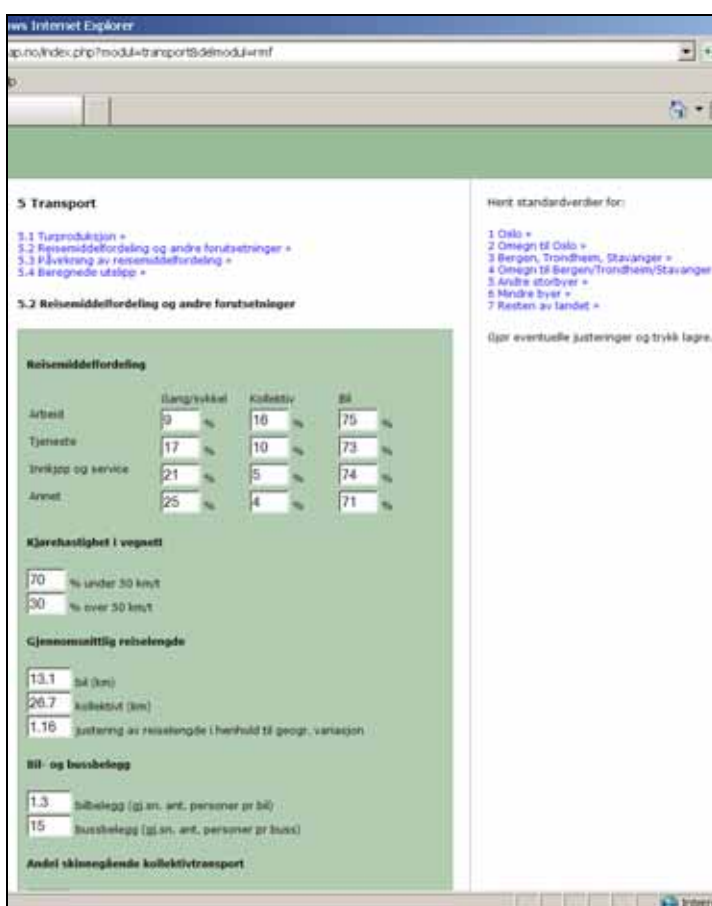 ws Internet Explorer
ap.no/index.php?modul=transport&delmodul=rmf
5 Transport
5.1 Turproduksjon »
5.2 Reisemiddelfordeling og andre forutsetninger »
5.3 Påvirkning av reisemiddelfordeling »
5.4 Beregnede utslipp »
5.2 Reisemiddelfordeling og andre forutsetninger
Reisemiddelfordeling
Gang/sykkel Kollektiv Bil
Arbeid 9 % 16 % 75 %
Tjeneste 17 % 10 % 73 %
Innkjøp og service 21 % 5 % 74 %
Annet 25 % 4 % 71 %
Kjørehastighet i vegnett
70 % under 50 km/t
30 % over 50 km/t
Gjennomsnittlig reiselengde
13.1 bil (km)
26.7 kollektivt (km)
1.16 justering av reiselengde i henhold til geogr. variasjon
Bil- og bussbelegg
1.3 bilbelegg (gj.sn. ant. personer pr bil)
15 bussbelegg (gj.sn. ant. personer pr buss)
Andel skinnegående kollektivtransport
Hent standardverdier for:
1 Oslo »
2 Omegn til Oslo »
3 Bergen, Trondheim, Stavanger »
4 Omegn til Bergen/Trondheim/Stavanger
5 Andre storbyer »
6 Mindre byer »
7 Resten av landet »
Gjør eventuelle justeringer og trykk lagre.